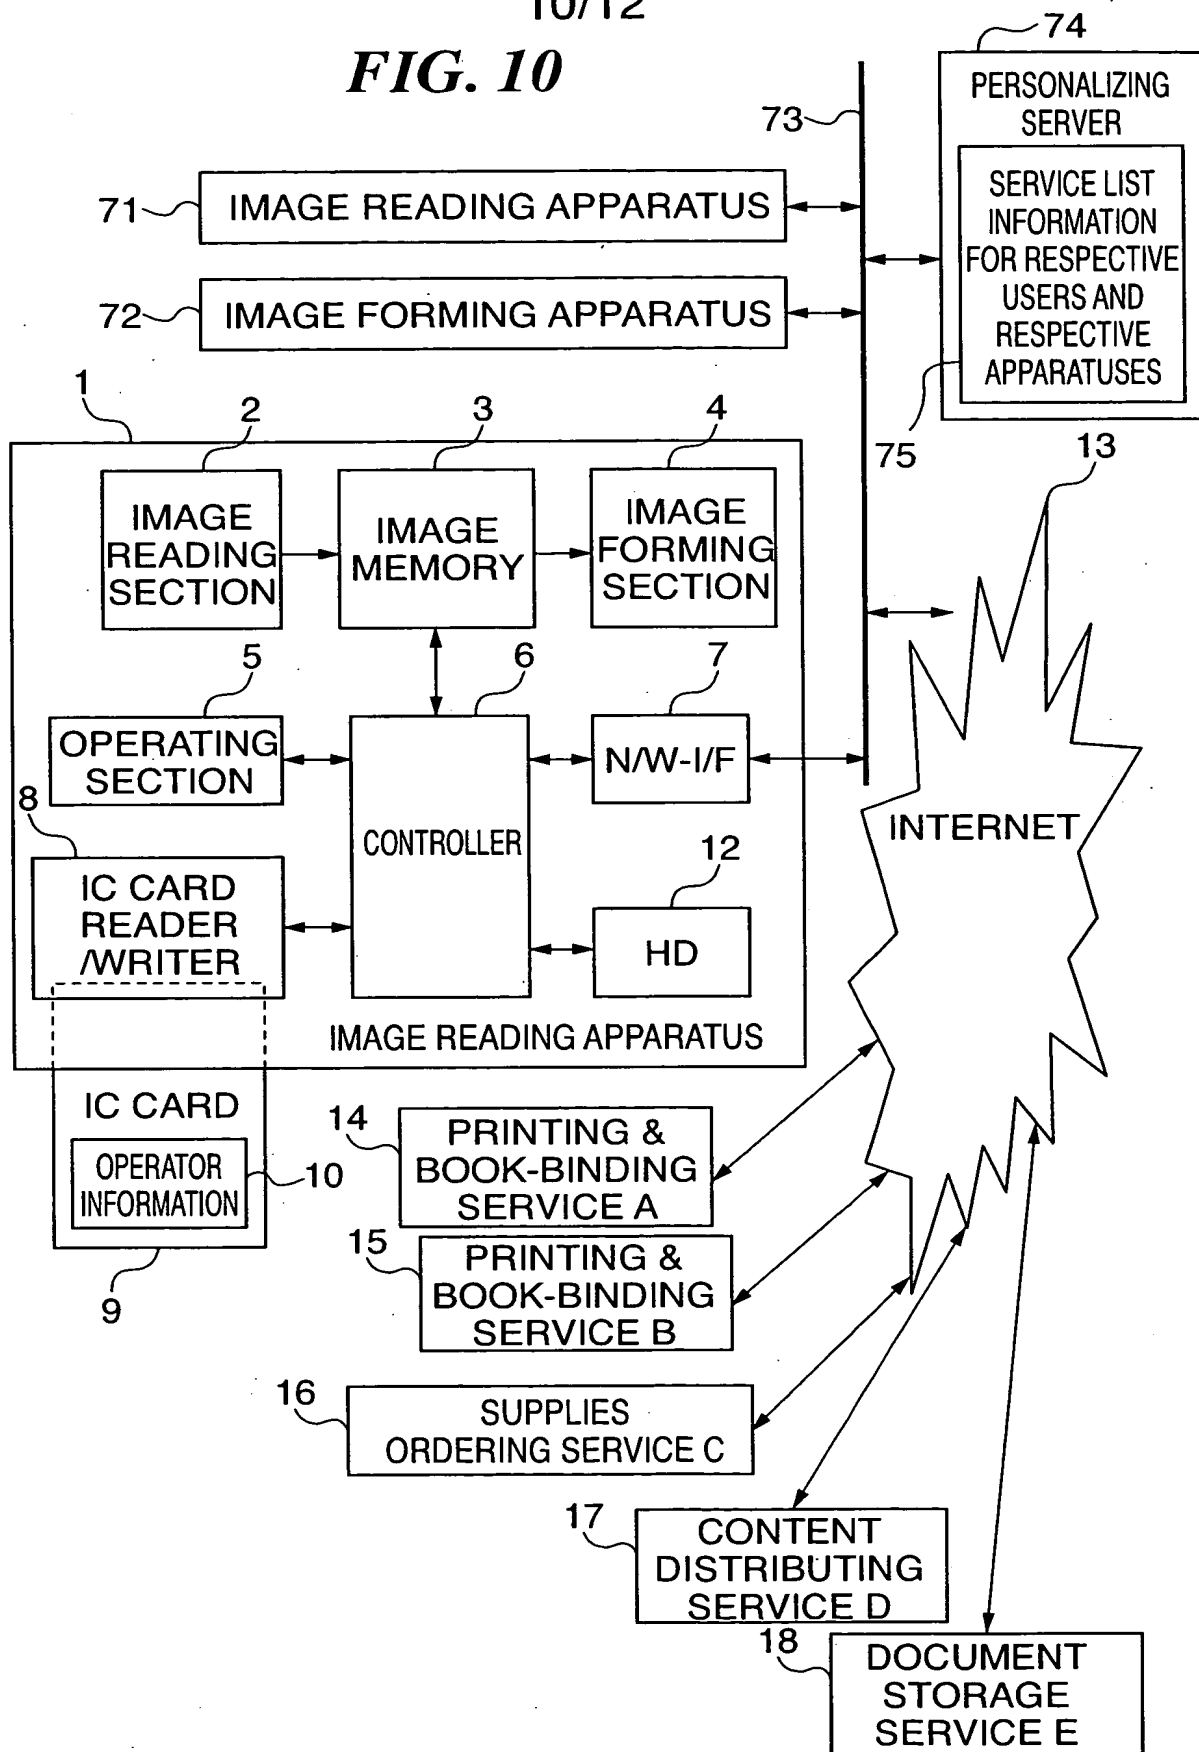 10/12
FIG. 10
74
PERSONALIZING
SERVER
73
SERVICE LIST
INFORMATION
FOR RESPECTIVE
USERS AND
RESPECTIVE
APPARATUSES
75
71
IMAGE READING APPARATUS
72
IMAGE FORMING APPARATUS
1
2
3
4
IMAGE
READING
SECTION
IMAGE
MEMORY
IMAGE
FORMING
SECTION
13
5
6
7
OPERATING
SECTION
CONTROLLER
N/W-I/F
INTERNET
8
IC CARD
READER
/WRITER
12
HD
IMAGE READING APPARATUS
IC CARD
OPERATOR
INFORMATION
10
9
14
PRINTING &
BOOK-BINDING
SERVICE A
15
PRINTING &
BOOK-BINDING
SERVICE B
16
SUPPLIES
ORDERING SERVICE C
17
CONTENT
DISTRIBUTING
SERVICE D
18
DOCUMENT
STORAGE
SERVICE E